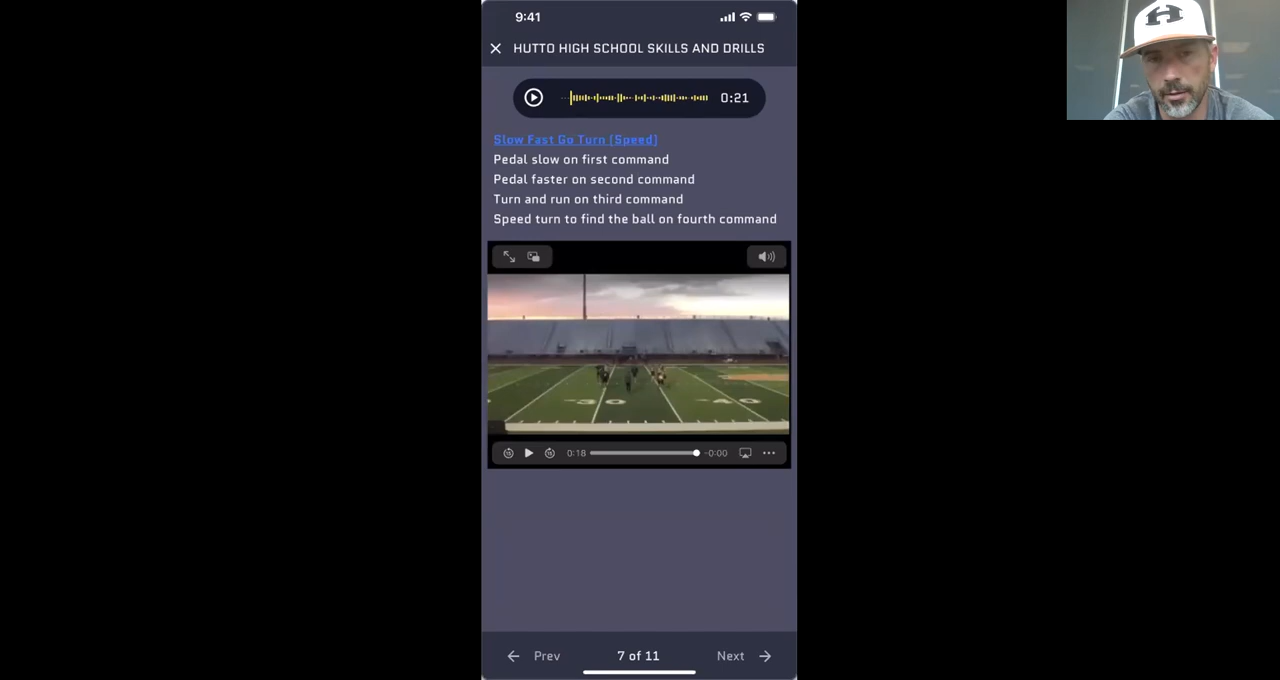 9:41
HUTTO HIGH SCHOOL SKILLS AND DRILLS
0:21
Slow Fast Go Turn [Speed]
Pedal slow on first command
Pedal faster on second command
Turn and run on third command
Speed turn to find the ball on fourth command
H
30 40
0:18 -0:00
Prev 7 of 11 Next